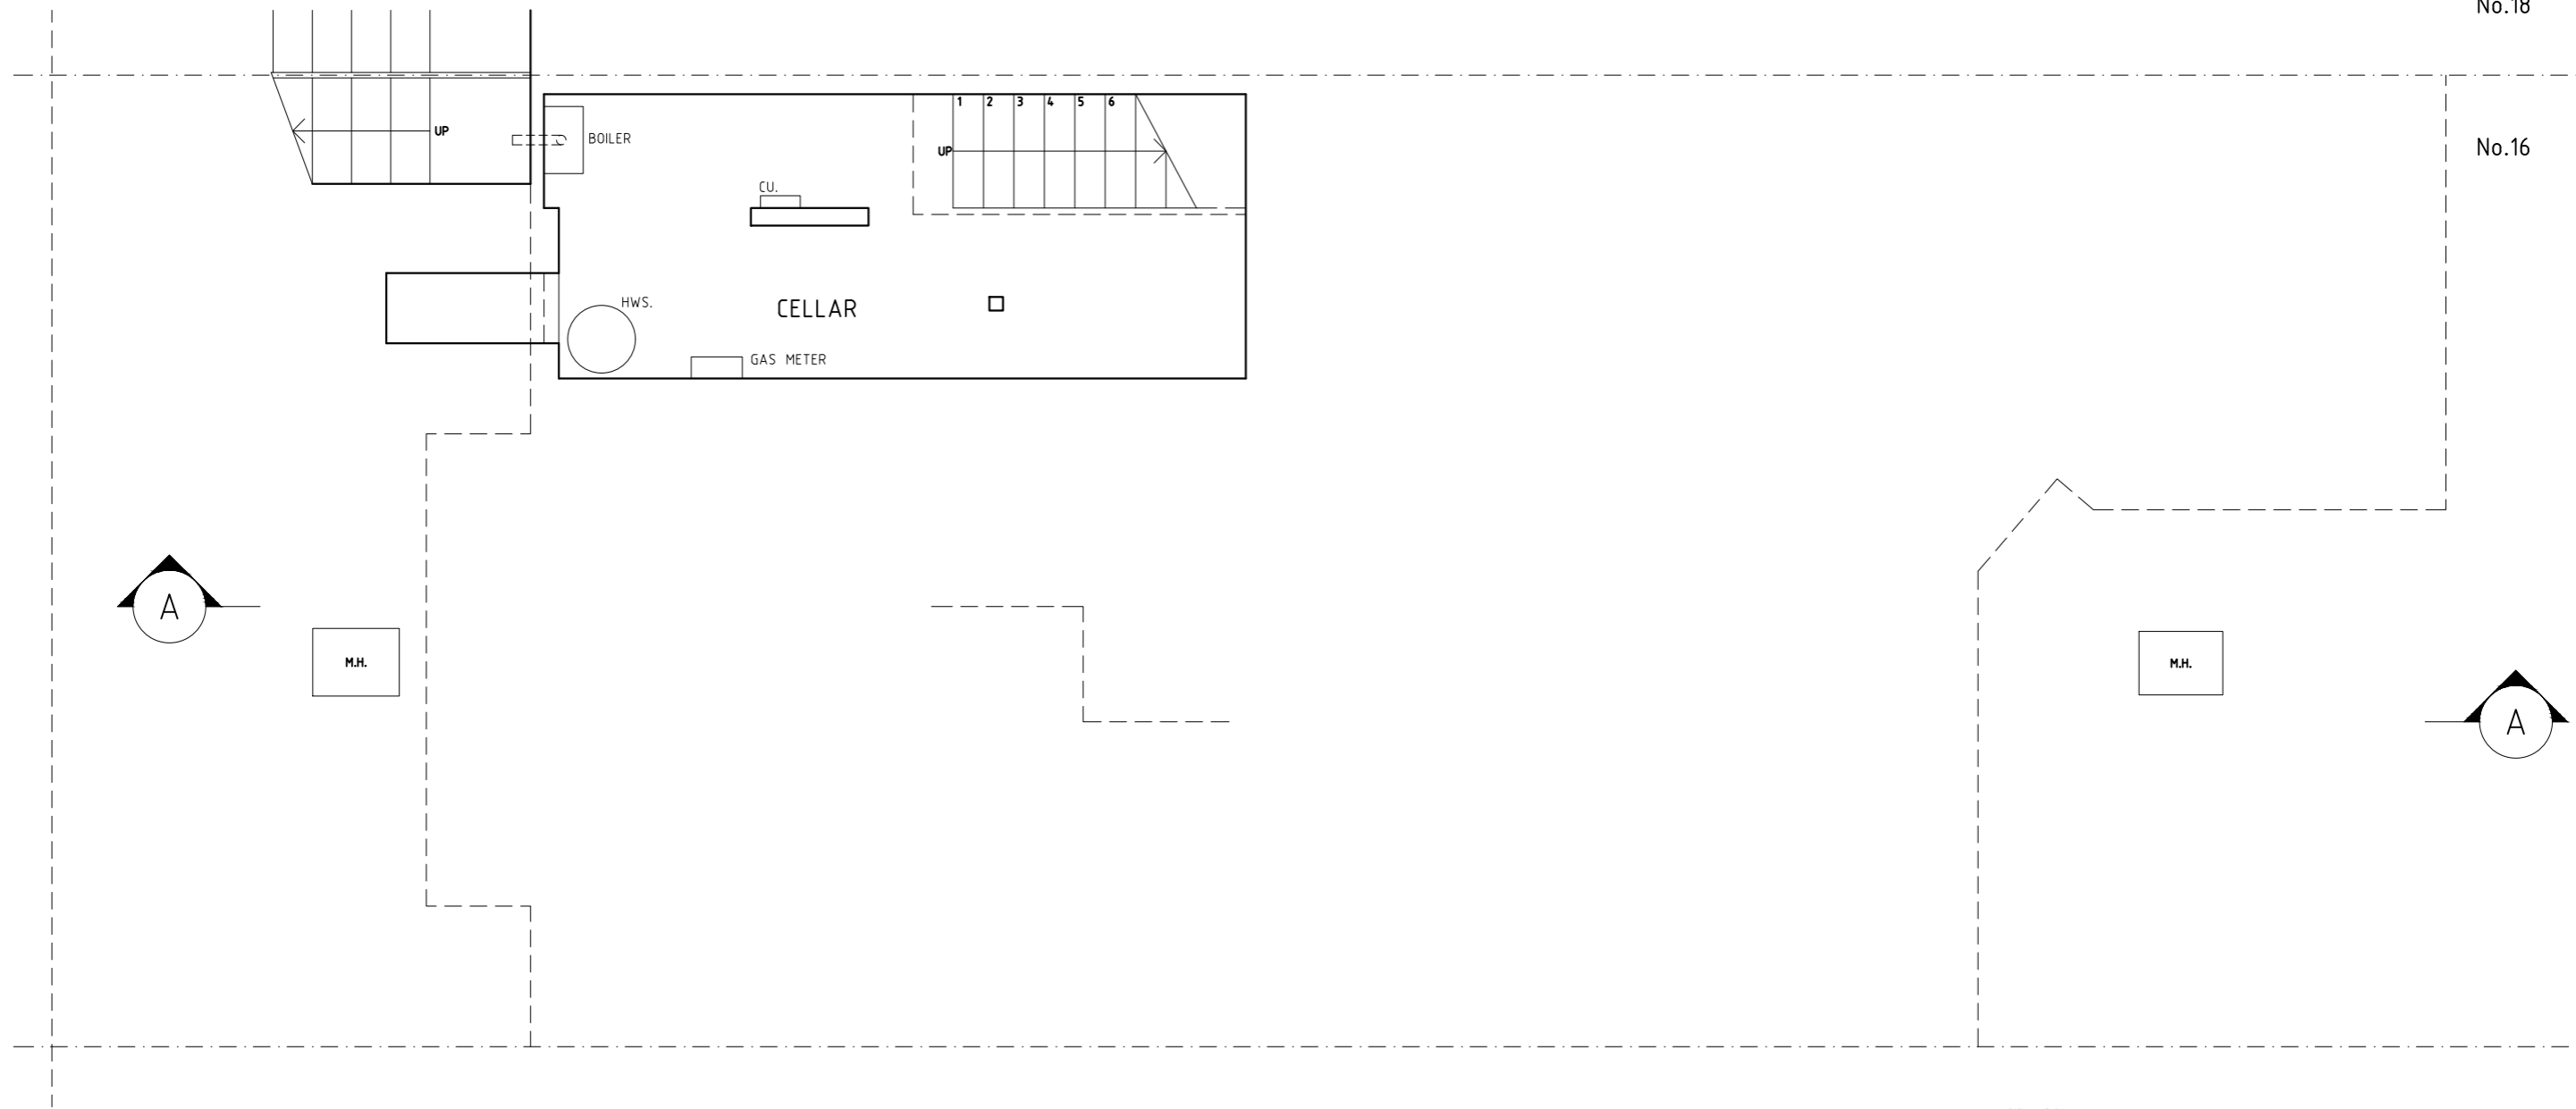 No.18
1 2 3 4 5 6
UP
BOILER
No.16
UP
CU.
HWS.
CELLAR
GAS METER
A
M.H.
M.H.
A